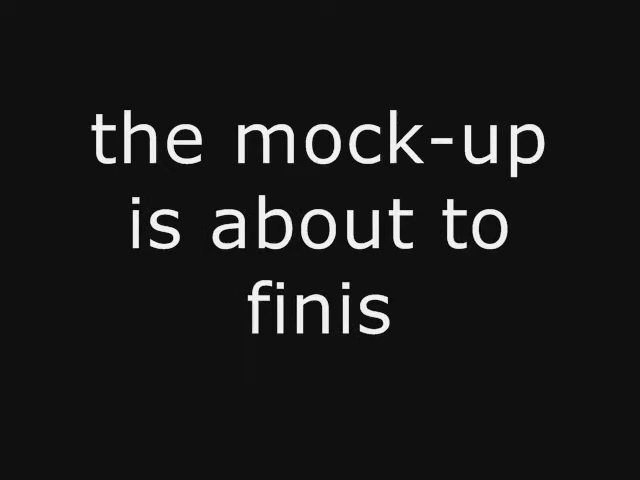 the mock-up
is about to
finis